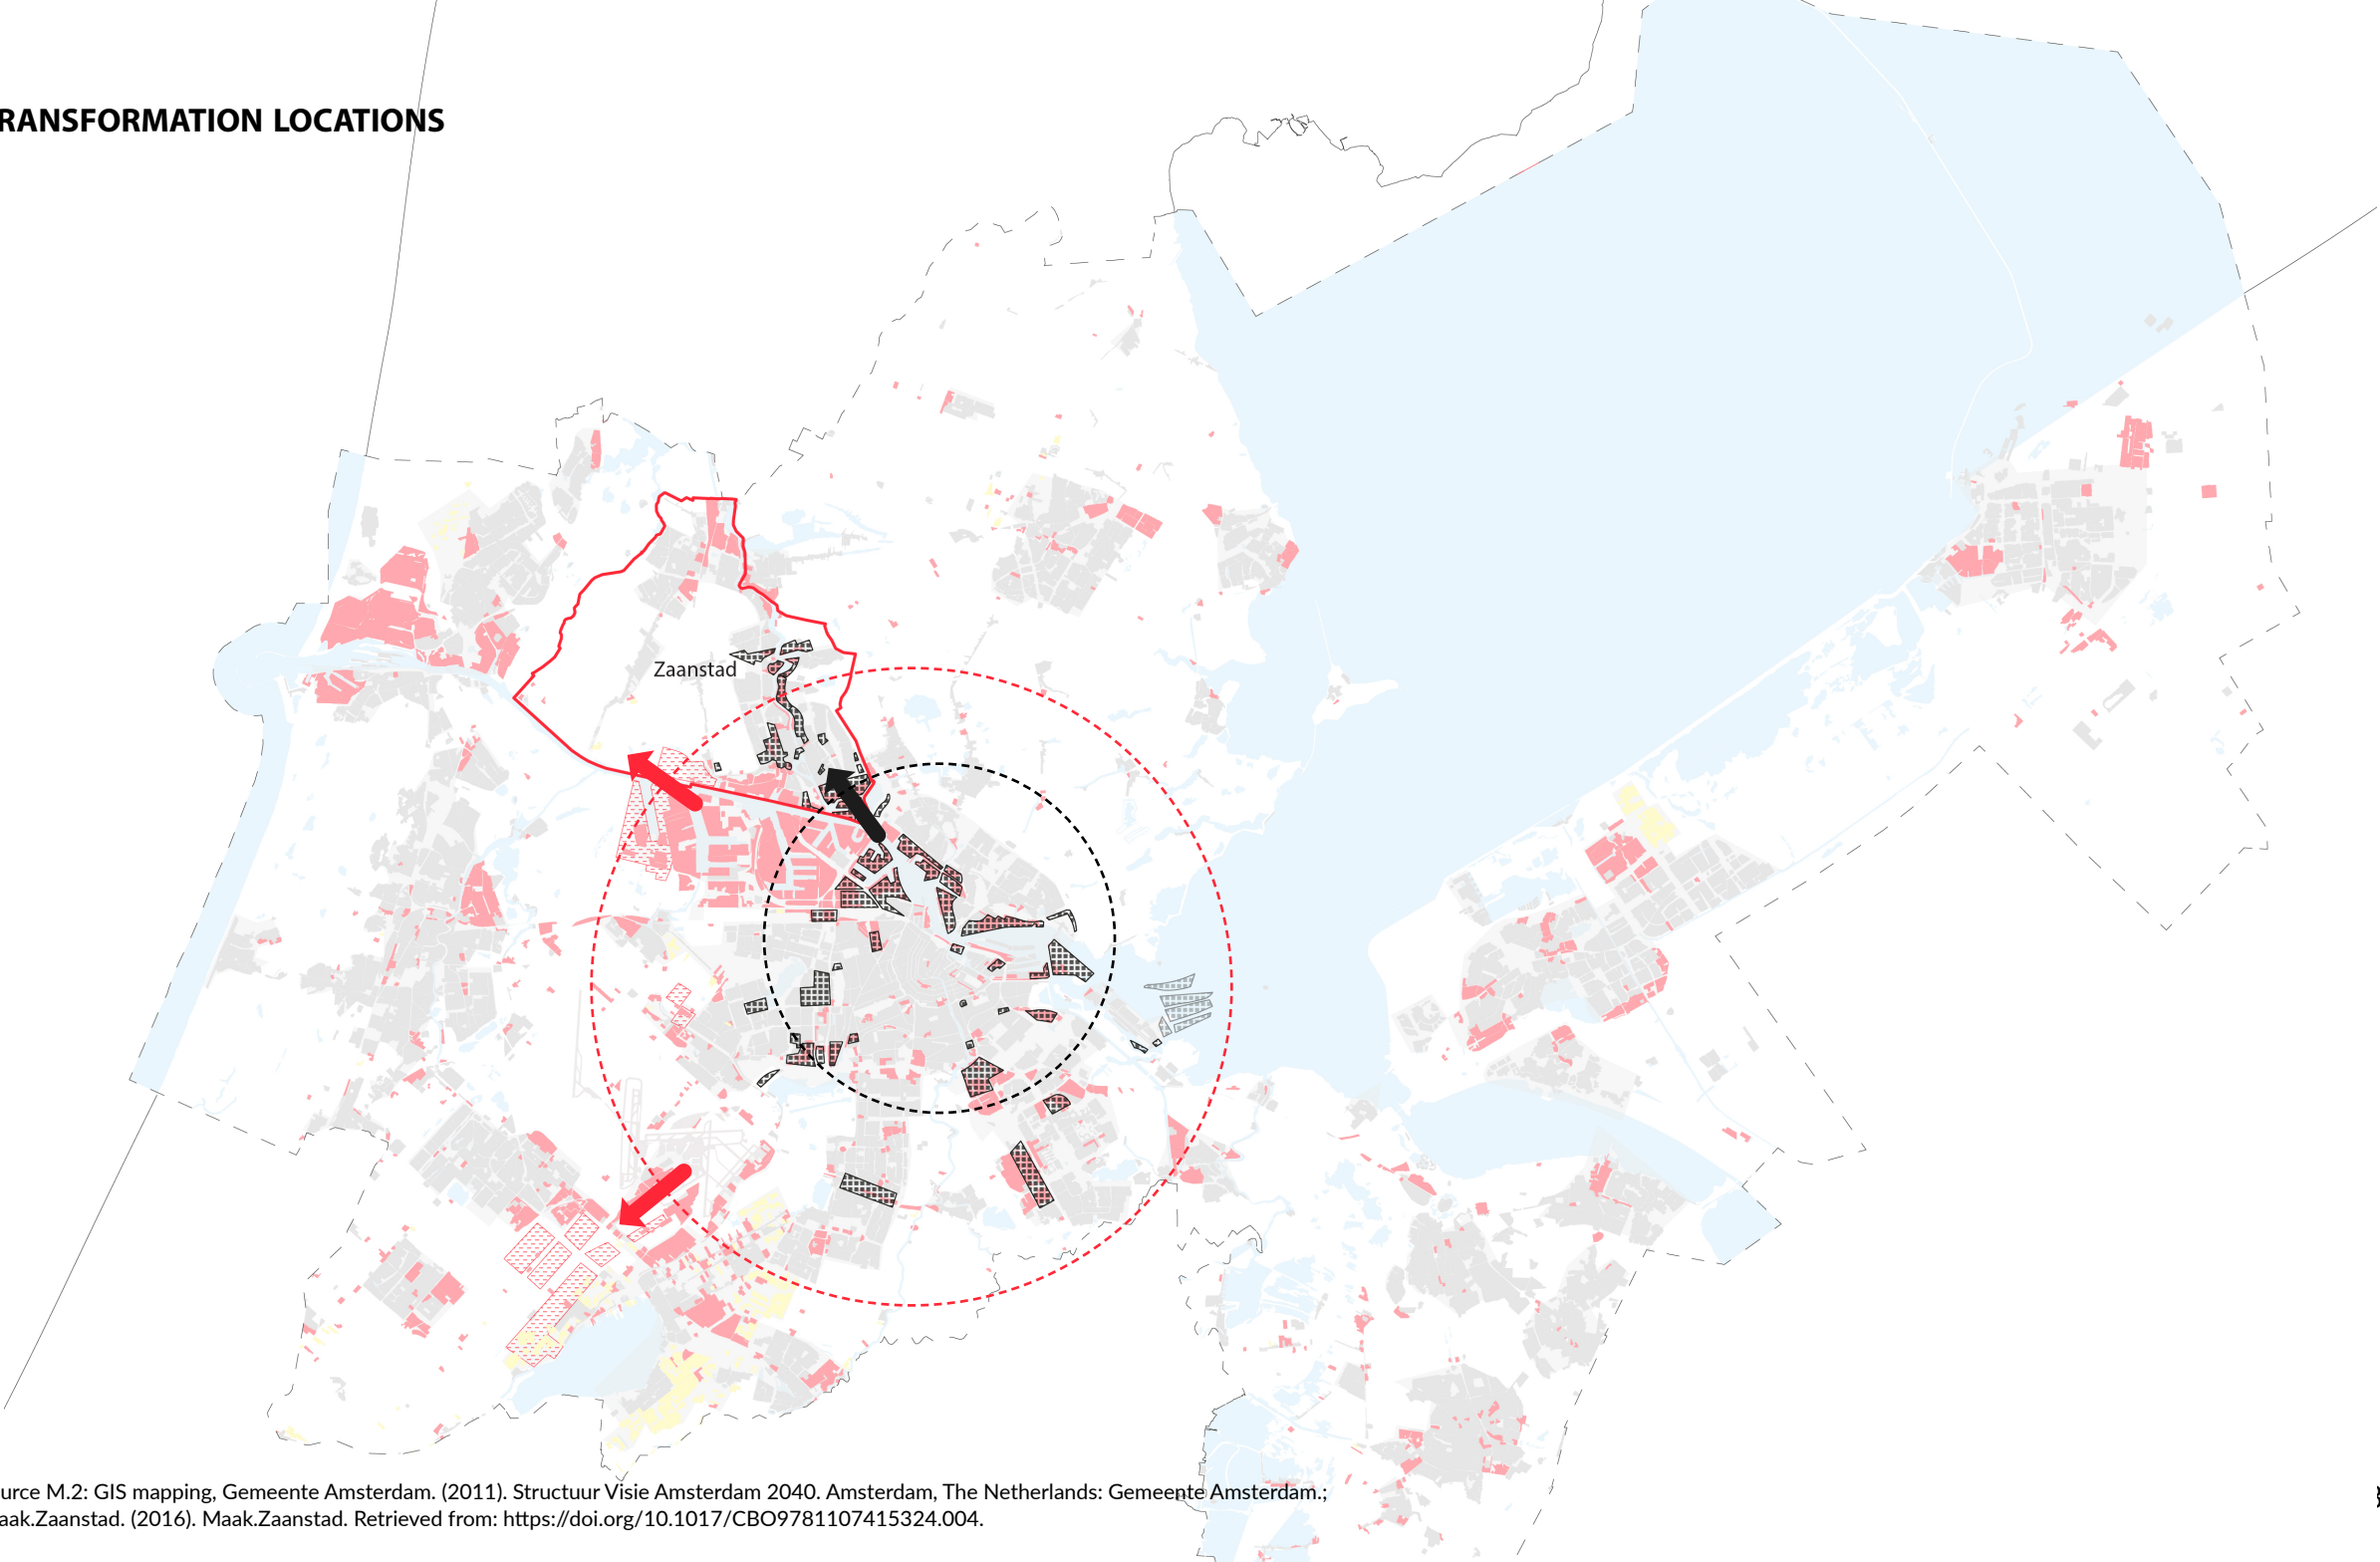 RANSFORMATION LOCATIONS
Zaanstad
urce M.2: GIS mapping, Gemeente Amsterdam. (2011). Structuur Visie Amsterdam 2040. Amsterdam, The Netherlands: Gemeente Amsterdam.;
aak.Zaanstad. (2016). Maak.Zaanstad. Retrieved from: https://doi.org/10.1017/CBO9781107415324.004.